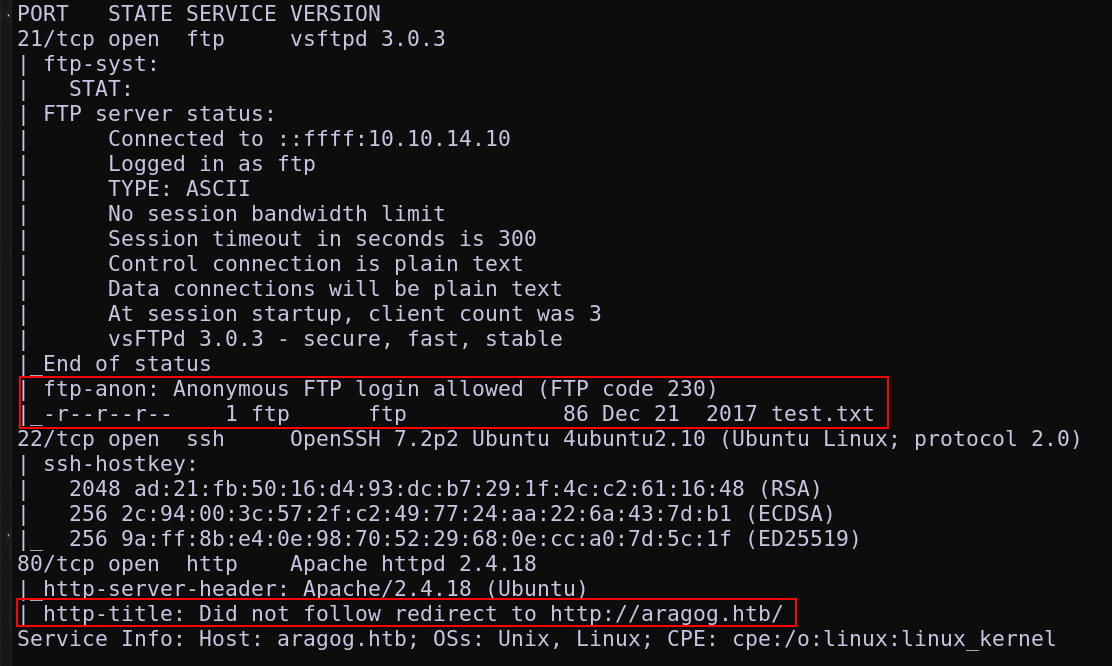 PORT   STATE SERVICE VERSION
21/tcp open  ftp     vsftpd 3.0.3
| ftp-syst:
|   STAT:
| FTP server status:
|      Connected to ::ffff:10.10.14.10
|      Logged in as ftp
|      TYPE: ASCII
|      No session bandwidth limit
|      Session timeout in seconds is 300
|      Control connection is plain text
|      Data connections will be plain text
|      At session startup, client count was 3
|      vsFTPd 3.0.3 - secure, fast, stable
|_End of status
| ftp-anon: Anonymous FTP login allowed (FTP code 230)
|_-r--r--r--    1 ftp      ftp            86 Dec 21  2017 test.txt
22/tcp open  ssh     OpenSSH 7.2p2 Ubuntu 4ubuntu2.10 (Ubuntu Linux; protocol 2.0)
| ssh-hostkey:
|   2048 ad:21:fb:50:16:d4:93:dc:b7:29:1f:4c:c2:61:16:48 (RSA)
|   256 2c:94:00:3c:57:2f:c2:49:77:24:aa:22:6a:43:7d:b1 (ECDSA)
|_  256 9a:ff:8b:e4:0e:98:70:52:29:68:0e:cc:a0:7d:5c:1f (ED25519)
80/tcp open  http    Apache httpd 2.4.18
|_http-server-header: Apache/2.4.18 (Ubuntu)
|_http-title: Did not follow redirect to http://aragog.htb/
Service Info: Host: aragog.htb; OSs: Unix, Linux; CPE: cpe:/o:linux:linux_kernel